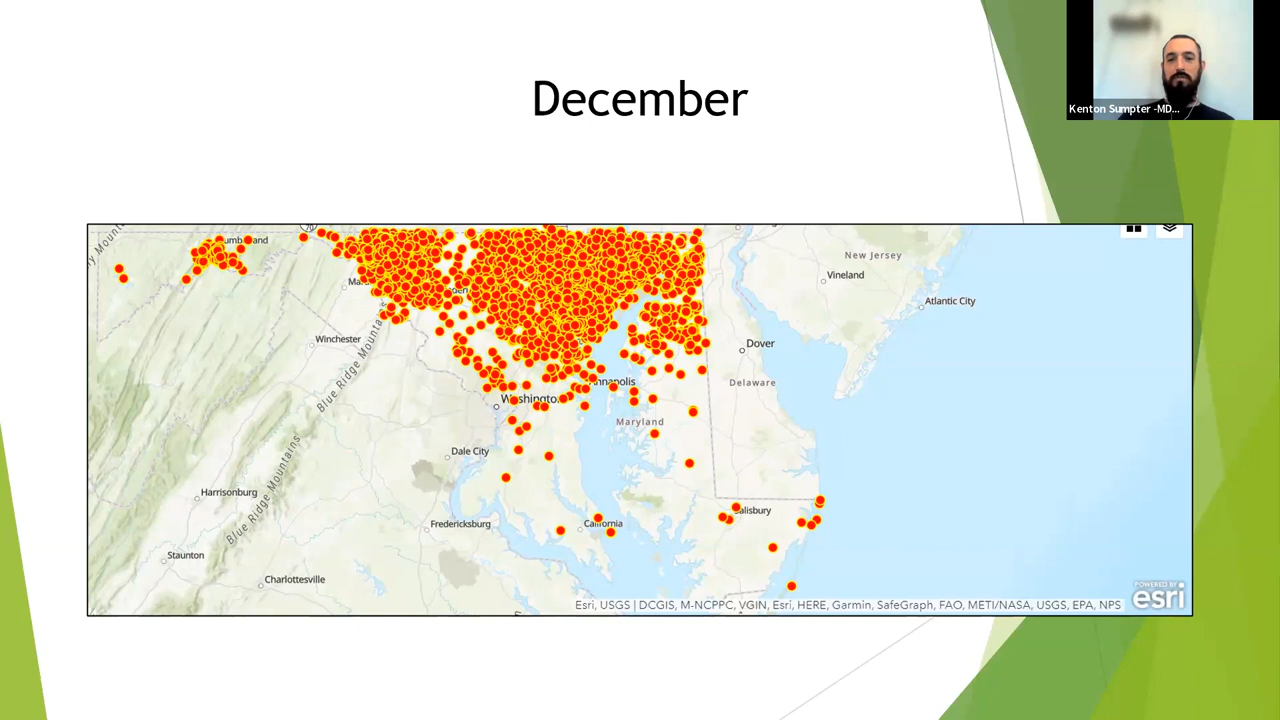 December
Kenton Sumpter -MD...
New Jersey
Vineland
Atlantic City
Winchester
Dover
Delaware
Annapolis
Washington
Maryland
Blue Ridge Mountains
Dale City
Harrisonburg
Blue Ridge Mountains
Salisbury
Fredericksburg
California
Staunton
Charlottesville
POWERED BY
esri
Esri, USGS | DCGIS, M-NCPPC, VGIN, Esri, HERE, Garmin, SafeGraph, FAO, METI/NASA, USGS, EPA, NPS